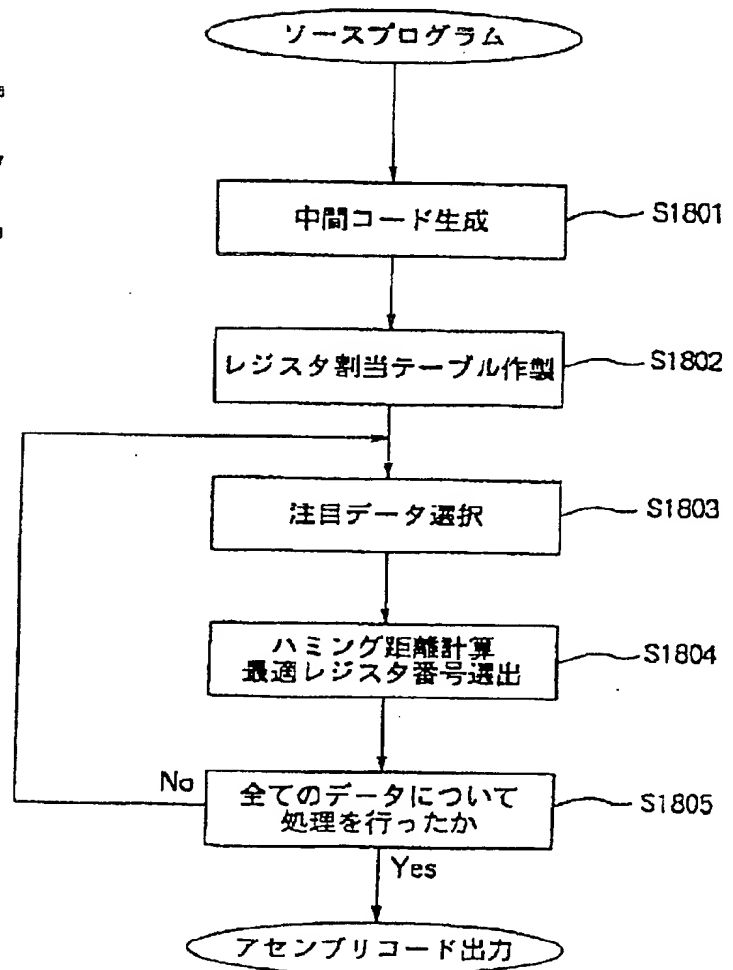 ソースプログラム
中間コード生成
S1801
レジスタ割当テーブル作製
S1802
注目データ選択
S1803
ハミング距離計算
最適レジスタ番号選出
S1804
No
全てのデータについて
処理を行ったか
S1805
Yes
アセンブリコード出力